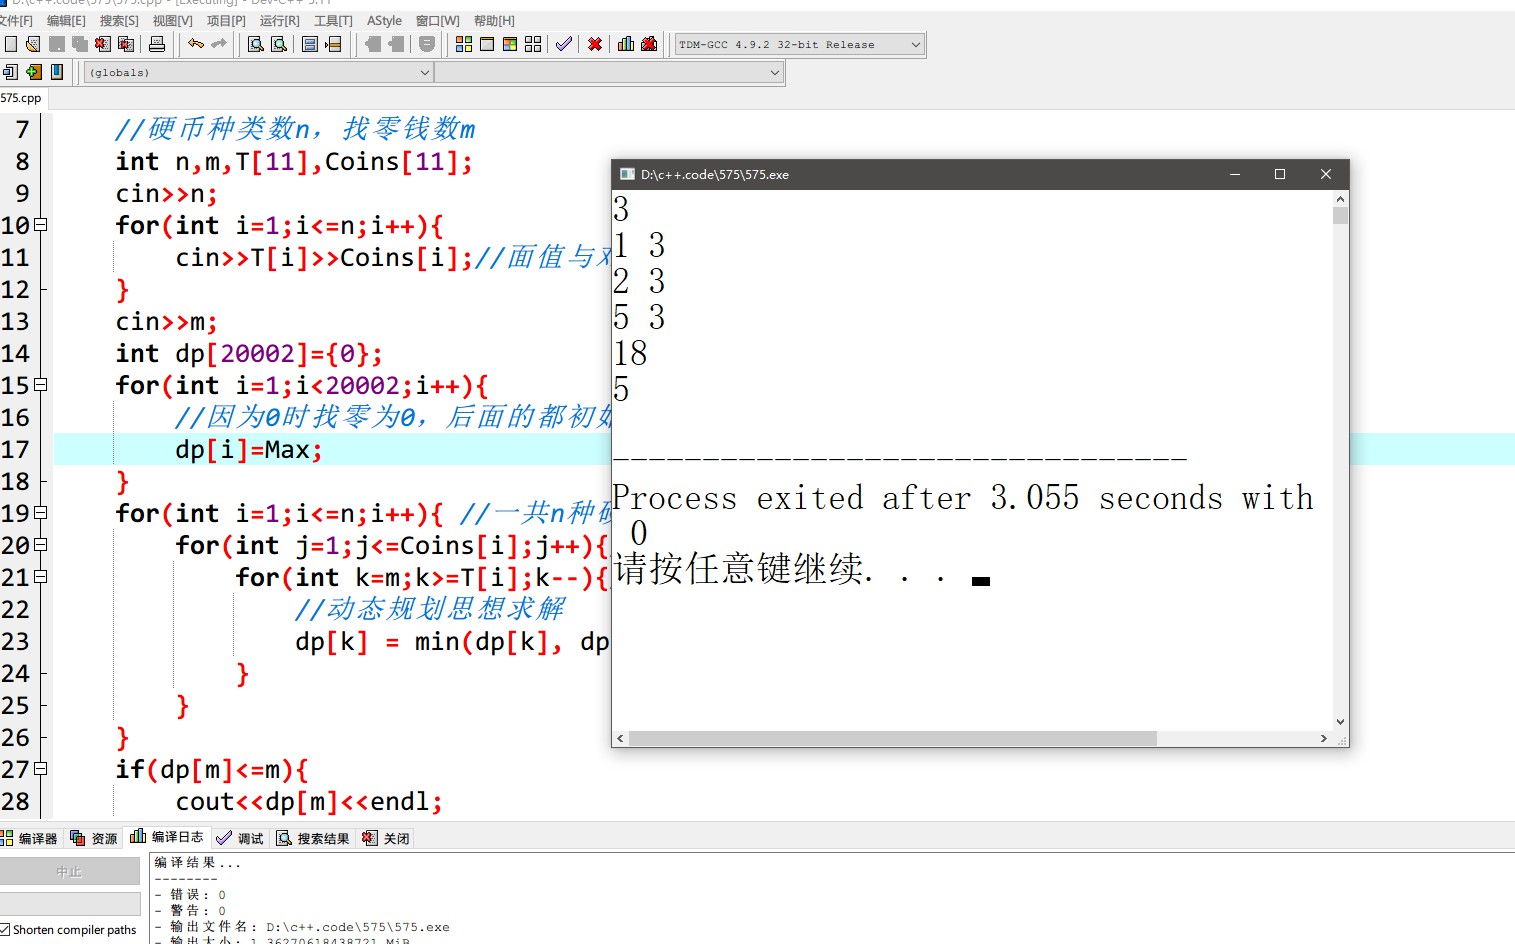 D:\c++.code\575\575.cpp - [Executing] - Dev-C++ 5.11
文件[F] 编辑[E] 搜索[S] 视图[V] 项目[P] 运行[R] 工具[T] AStyle 窗口[W] 帮助[H]
TDM-GCC 4.9.2 32-bit Release
(globals)
575.cpp
7 //硬币种类数n，找零钱数m
8 int n,m,T[11],Coins[11];
9 cin>>n;
10 for(int i=1;i<=n;i++){
11 cin>>T[i]>>Coins[i];//面值与
12 }
13 cin>>m;
14 int dp[20002]={0};
15 for(int i=1;i<20002;i++){
16 //因为0时找零为0，后面的都初
17 dp[i]=Max;
18 }
19 for(int i=1;i<=n;i++){ //一共n种
20 for(int j=1;j<=Coins[i];j++){
21 for(int k=m;k>=T[i];k--){
22 //动态规划思想求解
23 dp[k] = min(dp[k], dp
24 }
25 }
26 }
27 if(dp[m]<=m){
28 cout<<dp[m]<<endl;
D:\c++.code\575\575.exe
3
1 3
2 3
5 3
18
5
--------------------------------
Process exited after 3.055 seconds with
0
请按任意键继续. . .
编译器 资源 编译日志 调试 搜索结果 关闭
中止
Shorten compiler paths
编译结果...
--------
- 错误: 0
- 警告: 0
- 输出文件名: D:\c++.code\575\575.exe
- 输出大小: 1.36270618438721 MiB